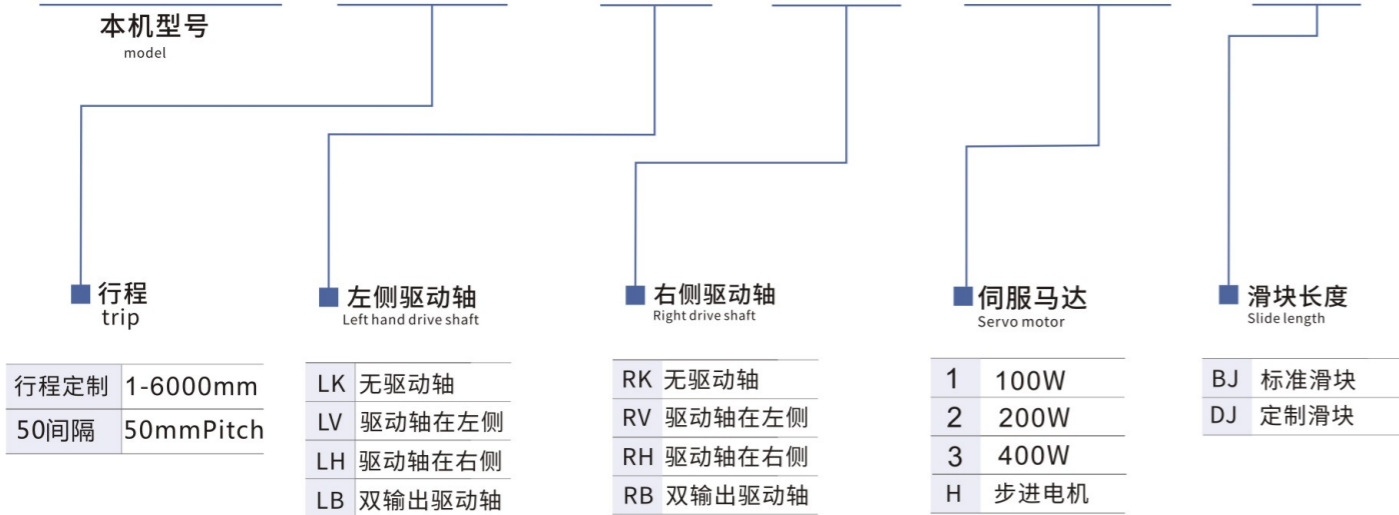 本机型号
model
行程
trip
行程定制 1-6000mm
50间隔 50mmPitch
左侧驱动轴
Left hand drive shaft
LK 无驱动轴
LV 驱动轴在左侧
LH 驱动轴在右侧
LB 双输出驱动轴
右侧驱动轴
Right drive shaft
RK 无驱动轴
RV 驱动轴在左侧
RH 驱动轴在右侧
RB 双输出驱动轴
伺服马达
Servo motor
1 100W
2 200W
3 400W
H 步进电机
滑块长度
Slide length
BJ 标准滑块
DJ 定制滑块